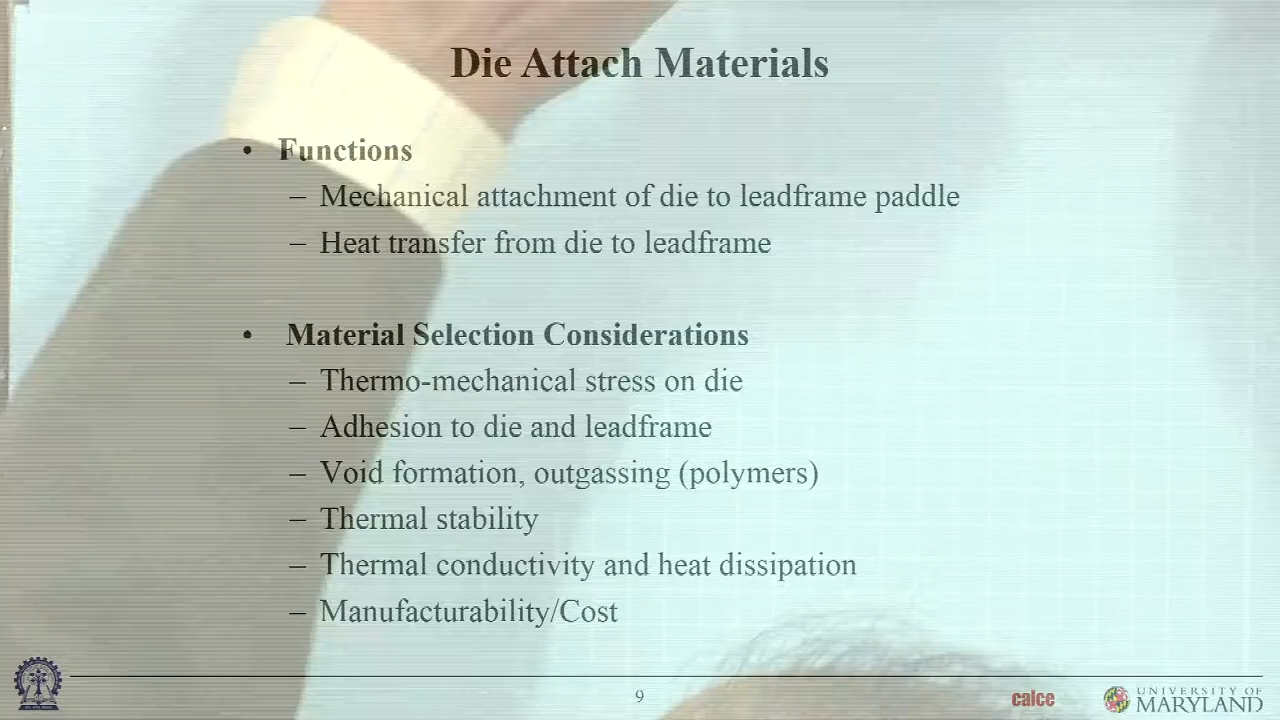 Die Attach Materials
• Functions
– Mechanical attachment of die to leadframe paddle
– Heat transfer from die to leadframe
• Material Selection Considerations
– Thermo-mechanical stress on die
– Adhesion to die and leadframe
– Void formation, outgassing (polymers)
– Thermal stability
– Thermal conductivity and heat dissipation
– Manufacturability/Cost
9
calce
UNIVERSITY OF
MARYLAND